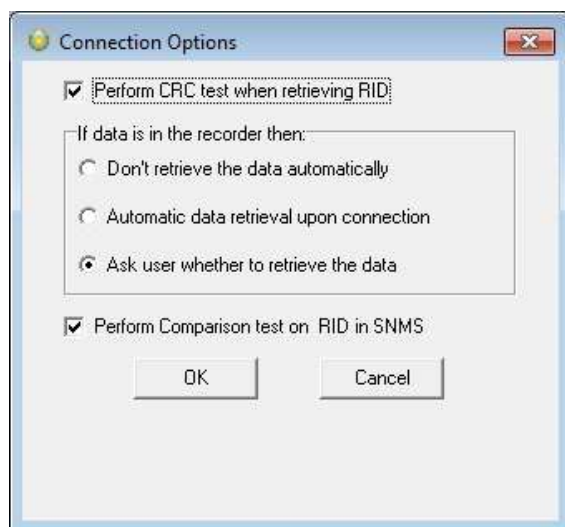 Connection Options
Perform CRC test when retrieving RID
If data is in the recorder then:
Don't retrieve the data automatically
Automatic data retrieval upon connection
Ask user whether to retrieve the data
Perform Comparison test on RID in SNMS
OK Cancel